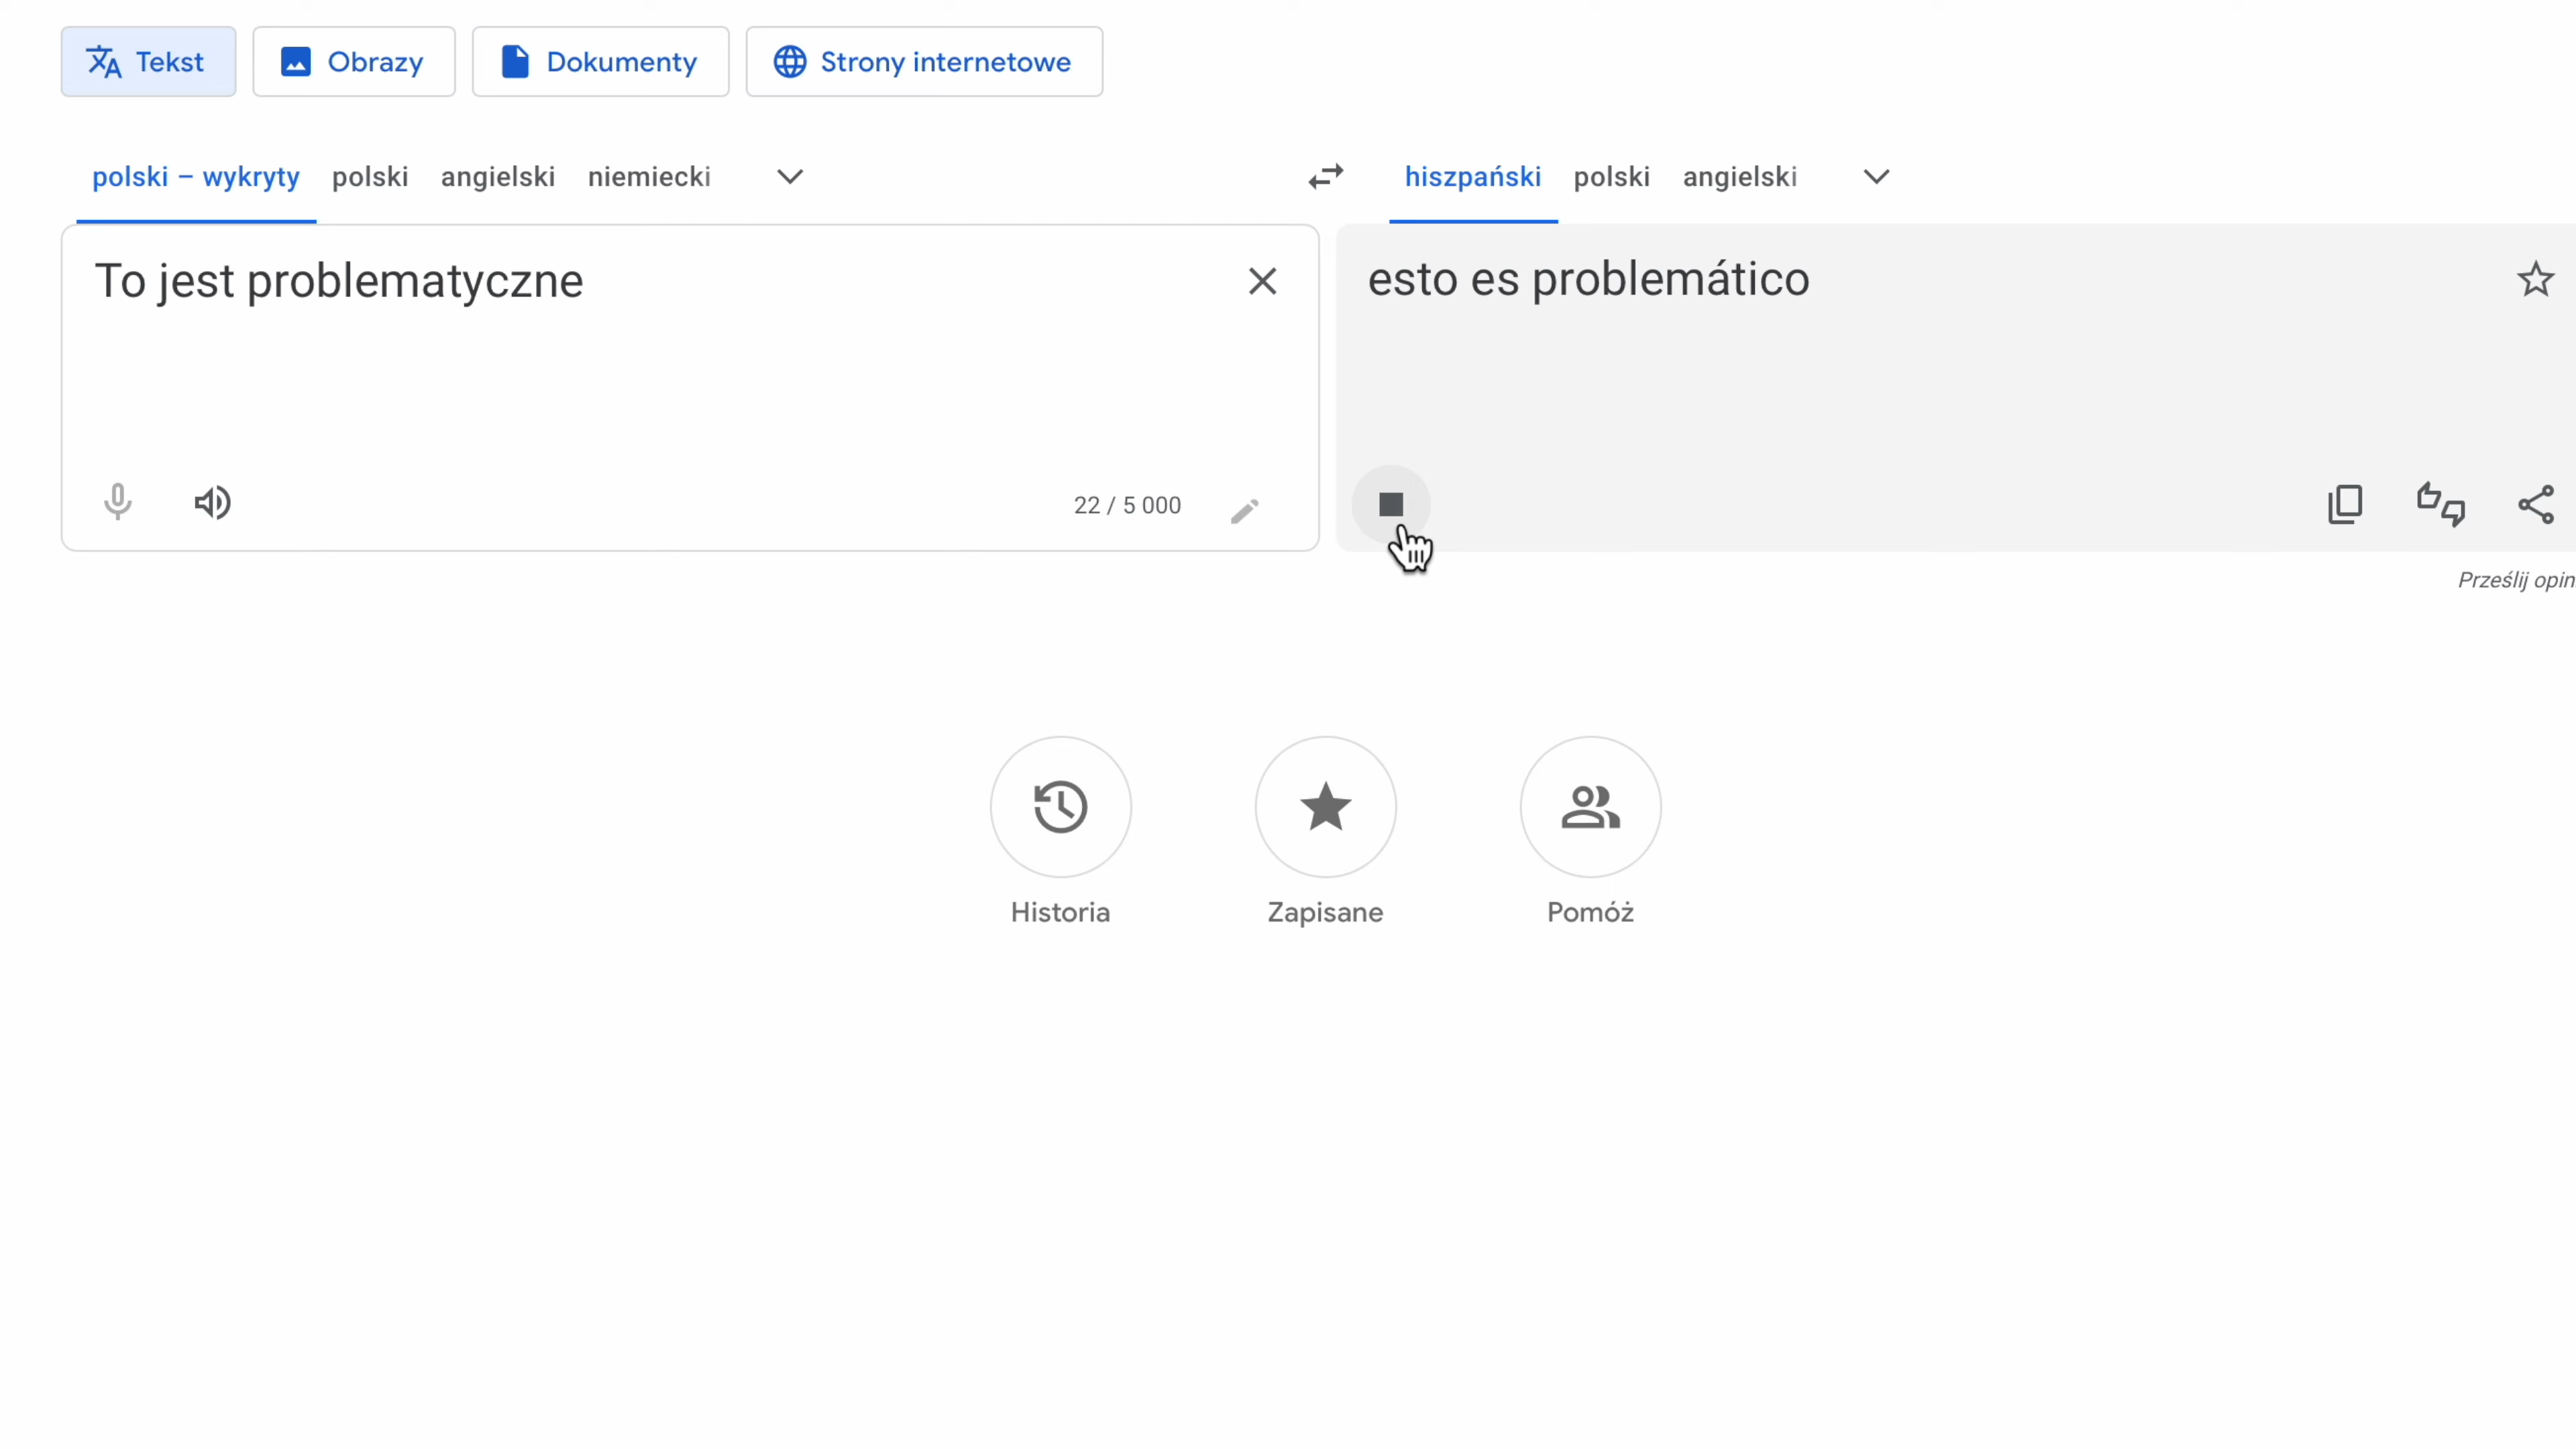 Tekst
Obrazy
Dokumenty
Strony internetowe
polski – wykryty
polski
angielski
niemiecki
hiszpański
polski
angielski
To jest problematyczne
esto es problemático
22 / 5 000
Prześlij opin
Historia
Zapisane
Pomóż